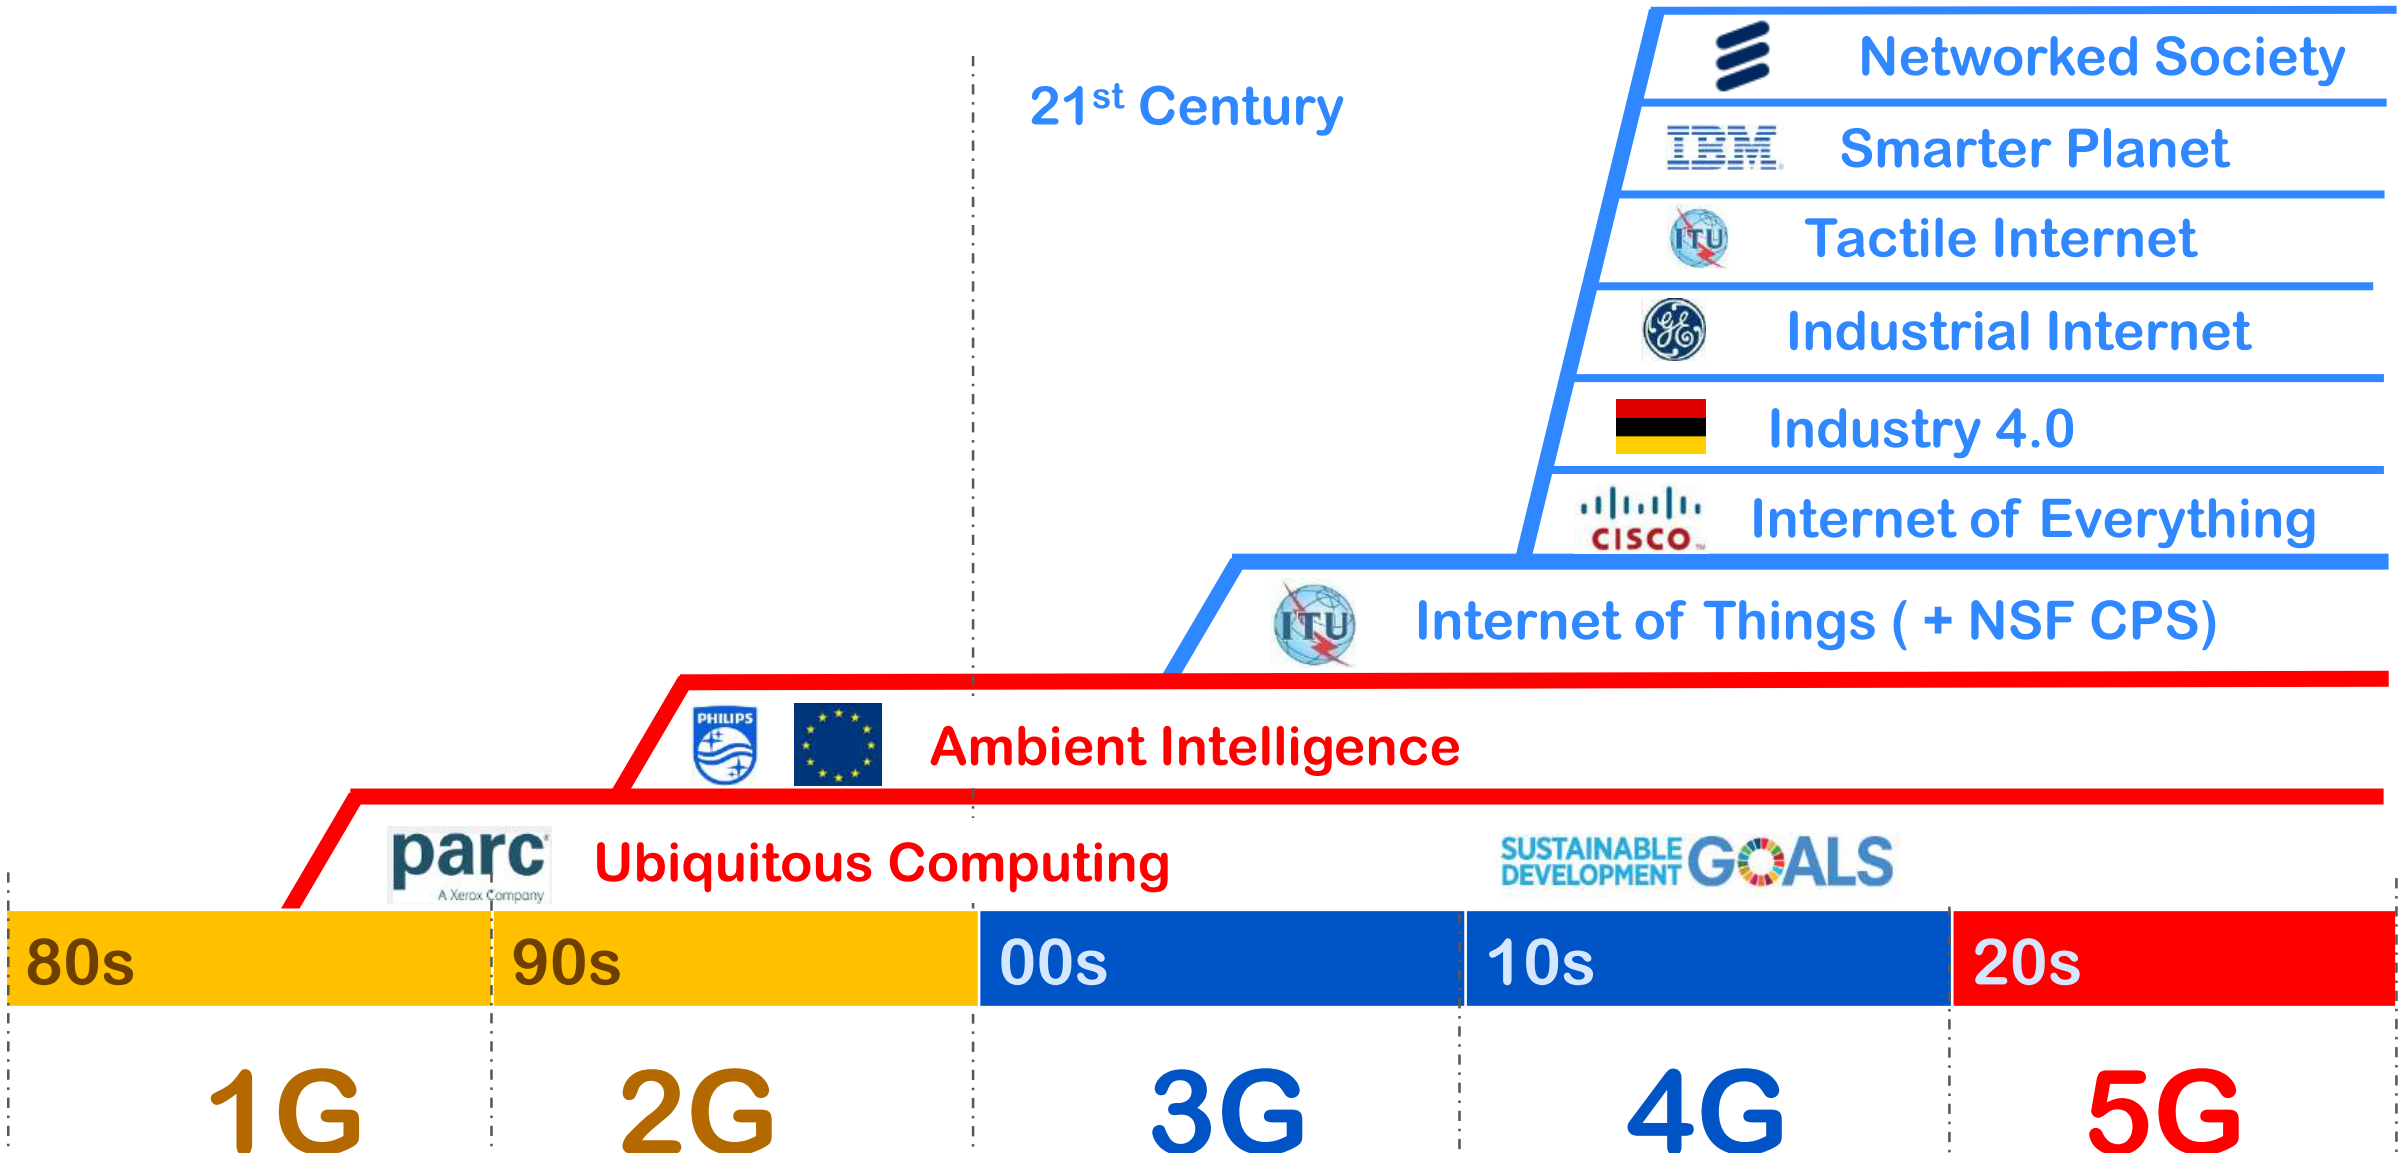 Networked Society
21st Century
IBM Smarter Planet
ITU Tactile Internet
GE Industrial Internet
Industry 4.0
CISCO TM Internet of Everything
ITU Internet of Things ( + NSF CPS)
PHILIPS Ambient Intelligence
parc® Ubiquitous Computing
A Xerox Company
SUSTAINABLE DEVELOPMENT GOALS
80s 90s 00s 10s 20s
1G 2G 3G 4G 5G